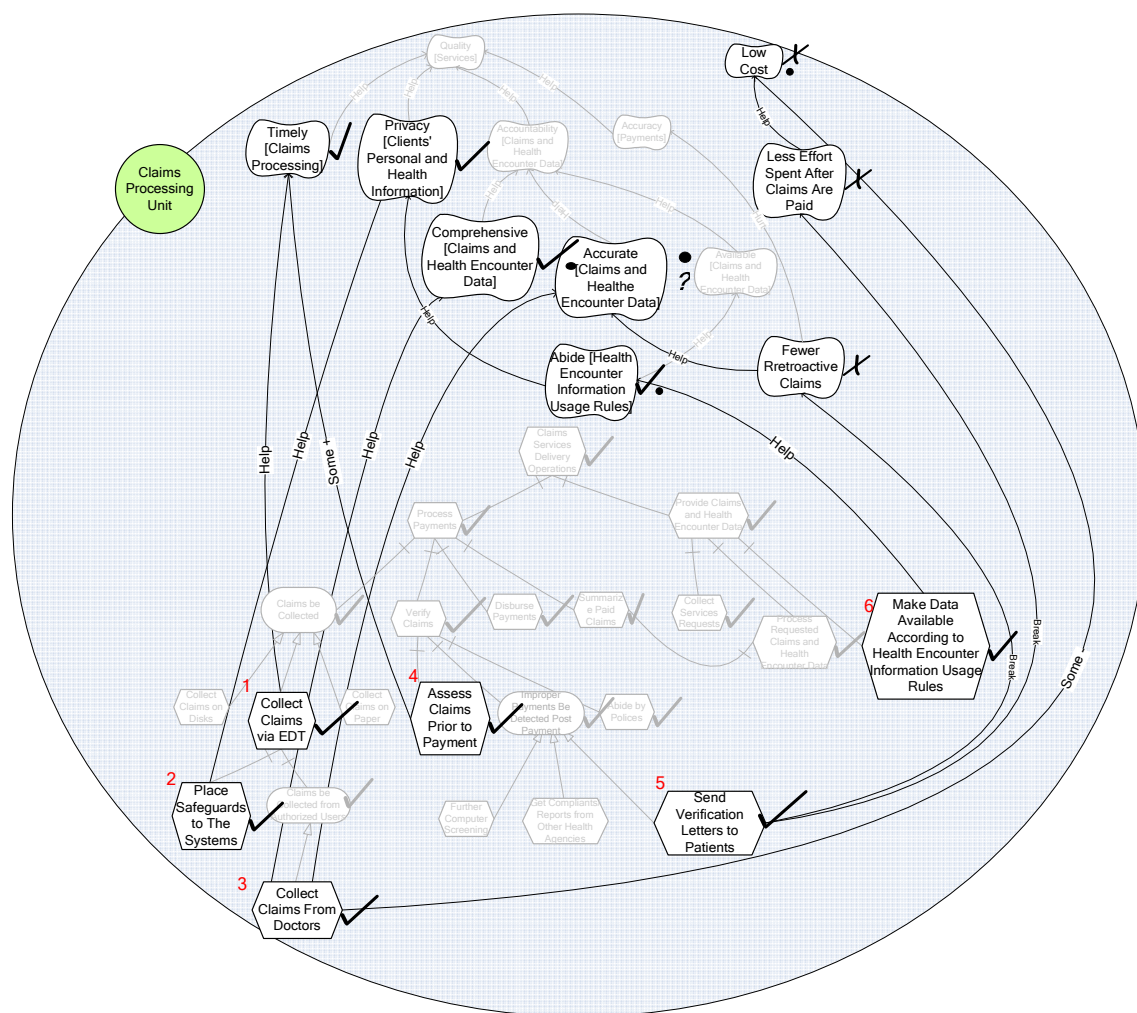 Quality
[Services]
Low
Cost
Help
Help
Help
Help
Help
Timely
[Claims
Processing]
Privacy
[Clients'
Personal and
Health
Information]
Accountability
[Claims and
Health
Encounter Data]
Accuracy
[Payments]
Less Effort
Spent After
Claims Are
Paid
Claims
Processing
Unit
Help
Help
Help
Comprehensive
[Claims and
Health Encounter
Data]
Accurate
[Claims and
Healthe
Encounter Data]
?
Available
[Claims and
Health
Encounter Data]
Help
Help
Help
Abide [Health
Encounter
Information
Usage Rules]
Fewer
Rretroactive
Claims
Claims
Services
Delivery
Operations
Help
Help
Some+
Help
Help
Help
Process
Payments
Provide Claims
and Health
Encounter Data
Claims be
Collected
Verify
Claims
Disburse
Payments
Summariz
e Paid
Claims
Collect
Services
Requests
Process
Requested
Claims and
Health
Encounter Data
6
Make Data
Available
According to
Health Encounter
Information Usage
Rules
Break
Break
Some
Collect
Claims on
Disks
1
Collect
Claims
via EDT
Collect
Claims on
Paper
4
Assess
Claims
Prior to
Payment
Improper
Payments Be
Detected Post
Payment
Abide by
Polices
2
Place
Safeguards
to The
Systems
Claims be
Collected from
Authorized Users
Further
Computer
Screening
Get Compliants
Reports from
Other Health
Agencies
5
Send
Verification
Letters to
Patients
3
Collect
Claims From
Doctors